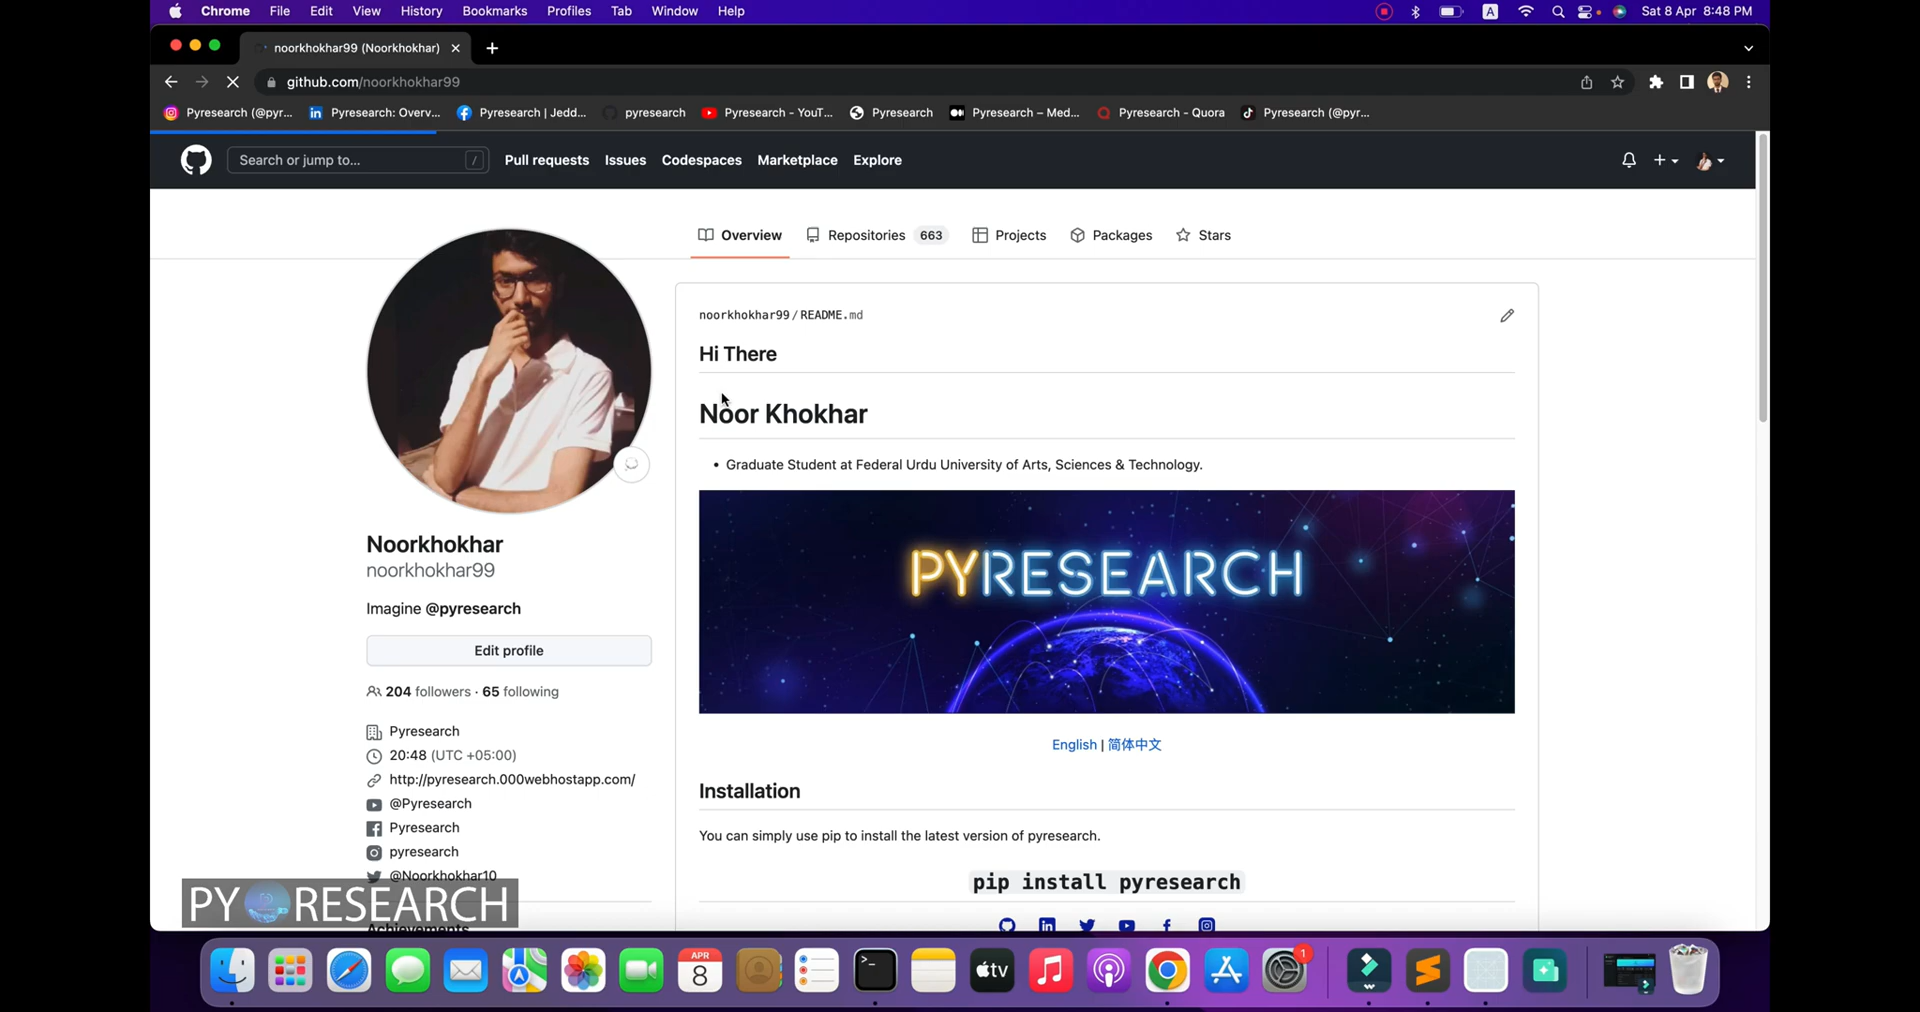 Chrome File Edit View History Bookmarks Profiles Tab Window Help A Sat 8 Apr 8:48 PM
noorkhokhar99 (Noorkhokhar)
github.com/noorkhokhar99
Pyresearch (@pyr... Pyresearch: Overv... Pyresearch | Jedd... pyresearch Pyresearch - YouT... Pyresearch Pyresearch – Med... Pyresearch - Quora Pyresearch (@pyr...
Search or jump to... / Pull requests Issues Codespaces Marketplace Explore
Overview Repositories 663 Projects Packages Stars
noorkhokhar99/README.md
Hi There
Noor Khokhar
• Graduate Student at Federal Urdu University of Arts, Sciences & Technology.
PYRESEARCH
English | 简体中文
Installation
You can simply use pip to install the latest version of pyresearch.
pip install pyresearch
Noorkhokhar
noorkhokhar99
Imagine @pyresearch
Edit profile
204 followers · 65 following
Pyresearch
20:48 (UTC +05:00)
http://pyresearch.000webhostapp.com/
@Pyresearch
Pyresearch
pyresearch
@Noorkhokhar10
PY RESEARCH
Achievements
APR
8
tv
1